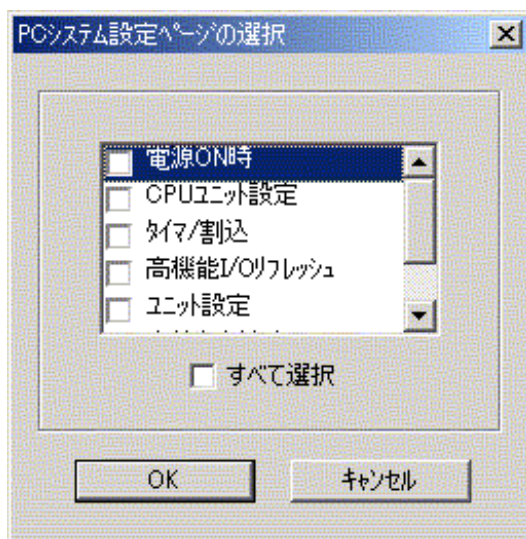 PCｼｽﾃﾑ設定ﾍﾟｰｼﾞの選択
電源ON時
CPUﾕﾆｯﾄ設定
ﾀｲﾏ/割込
高機能I/Oﾘﾌﾚｯｼｭ
ﾕﾆｯﾄ設定
すべて選択
OK
ｷｬﾝｾﾙ